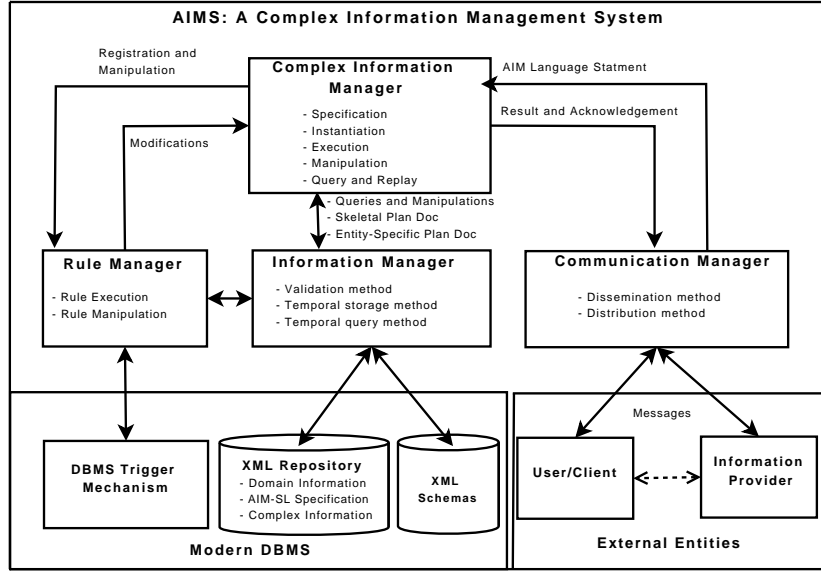 AIMS: A Complex Information Management System
Registration and
Manipulation
Complex Information
Manager
- Specification
- Instantiation
- Execution
- Manipulation
- Query and Replay
AIM Language Statment
Result and Acknowledgement
Modifications
- Queries and Manipulations
- Skeletal Plan Doc
- Entity-Specific Plan Doc
Rule Manager
- Rule Execution
- Rule Manipulation
Information Manager
- Validation method
- Temporal storage method
- Temporal query method
Communication Manager
- Dissemination method
- Distribution method
Messages
DBMS Trigger
Mechanism
XML Repository
- Domain Information
- AIM-SL Specification
- Complex Information
XML
Schemas
User/Client
Information
Provider
Modern DBMS
External Entities